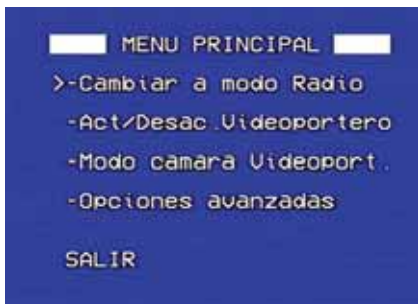 MENU PRINCIPAL
>-Cambiar a modo Radio
-Act/Desac.Videoportero
-Modo camara Videoport.
-Opciones avanzadas
SALIR